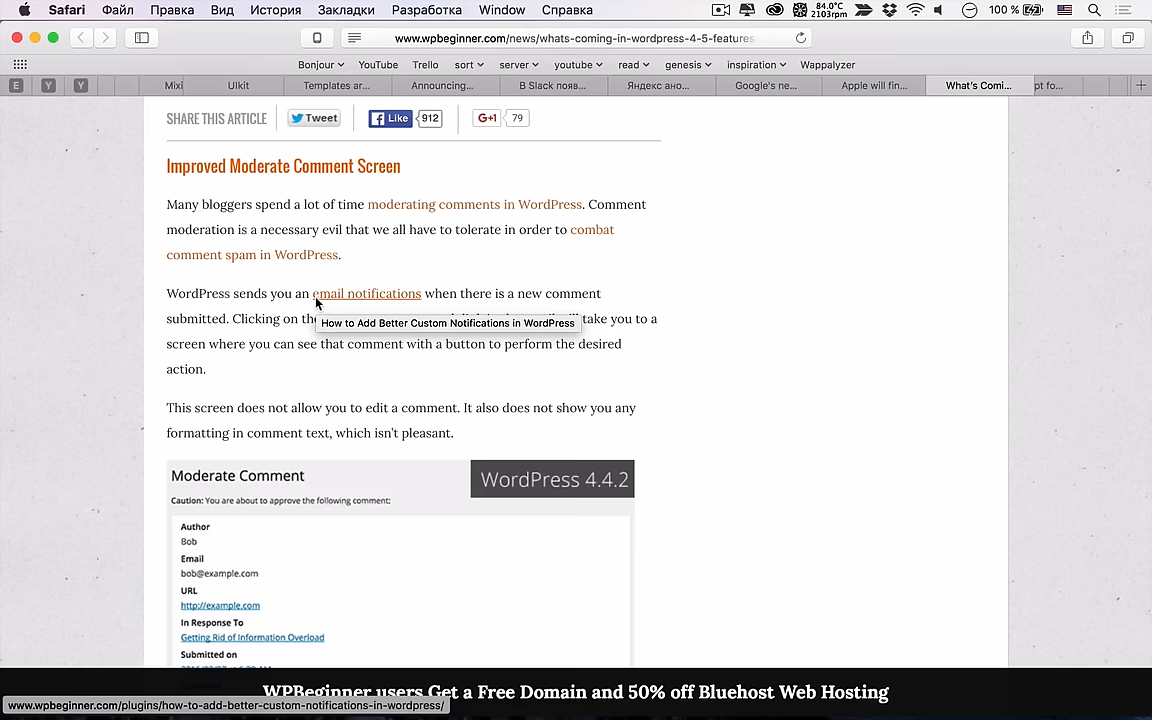 Safari Файл Правка Вид История Закладки Разработка Window Справка 84.0°C 2103rpm 100 %
www.wpbeginner.com/news/whats-coming-in-wordpress-4-5-features
Bonjour YouTube Trello sort server youtube read genesis inspiration Wappalyzer
E Y Y Mixi UIkit Templates ar... Announcing... В Slack появ... Яндекс ано... Google's ne... Apple will fin... What's Comi... pt fo...
SHARE THIS ARTICLE Tweet Like 912 G+1 79
Improved Moderate Comment Screen
Many bloggers spend a lot of time moderating comments in WordPress. Comment
moderation is a necessary evil that we all have to tolerate in order to combat
comment spam in WordPress.
WordPress sends you an email notifications when there is a new comment
submitted. Clicking on the take you to a
How to Add Better Custom Notifications in WordPress
screen where you can see that comment with a button to perform the desired
action.
This screen does not allow you to edit a comment. It also does not show you any
formatting in comment text, which isn't pleasant.
Moderate Comment
WordPress 4.4.2
Caution: You are about to approve the following comment:
Author
Bob
Email
bob@example.com
URL
http://example.com
In Response To
Getting Rid of Information Overload
Submitted on
WPBeginner users Get a Free Domain and 50% off Bluehost Web Hosting
www.wpbeginner.com/plugins/how-to-add-better-custom-notifications-in-wordpress/